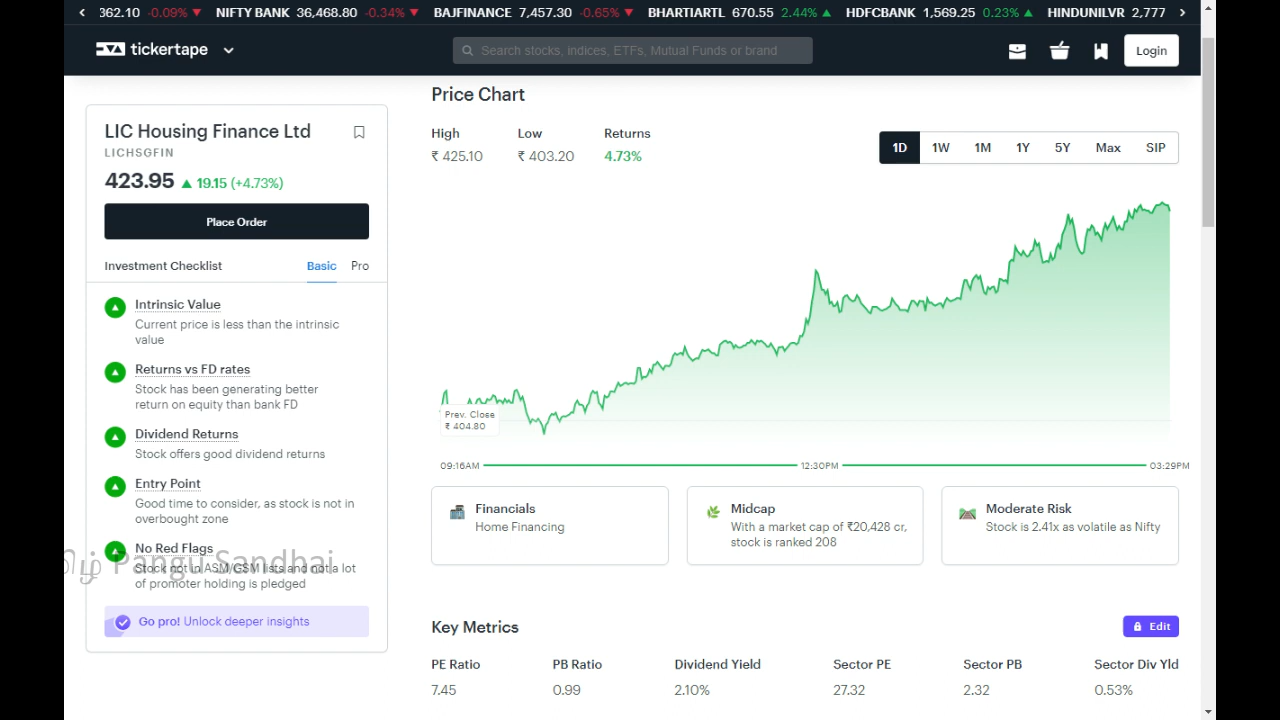 362.10 -0.09% ▼ NIFTY BANK 36,468.80 -0.34% ▼ BAJFINANCE 7,457.30 -0.65% ▼ BHARTIARTL 670.55 2.44% ▲ HDFCBANK 1,569.25 0.23% ▲ HINDUNILVR 2,777
tickertape
Search stocks, indices, ETFs, Mutual Funds or brand
Login
LIC Housing Finance Ltd
LICHSGFIN
423.95 ▲ 19.15 (+4.73%)
Place Order
Investment Checklist Basic Pro
Intrinsic Value
Current price is less than the intrinsic
value
Returns vs FD rates
Stock has been generating better
return on equity than bank FD
Dividend Returns
Stock offers good dividend returns
Entry Point
Good time to consider, as stock is not in
overbought zone
No Red Flags
Stock not in ASM/GSM lists and not a lot
of promoter holding is pledged
Pangu Sandhai
Go pro! Unlock deeper insights
Price Chart
High Low Returns
₹ 425.10 ₹ 403.20 4.73%
1D 1W 1M 1Y 5Y Max SIP
Prev. Close
₹ 404.80
09:16AM 12:30PM 03:29PM
Financials
Home Financing
Midcap
With a market cap of ₹20,428 cr,
stock is ranked 208
Moderate Risk
Stock is 2.41x as volatile as Nifty
Key Metrics
Edit
PE Ratio PB Ratio Dividend Yield Sector PE Sector PB Sector Div Yld
7.45 0.99 2.10% 27.32 2.32 0.53%